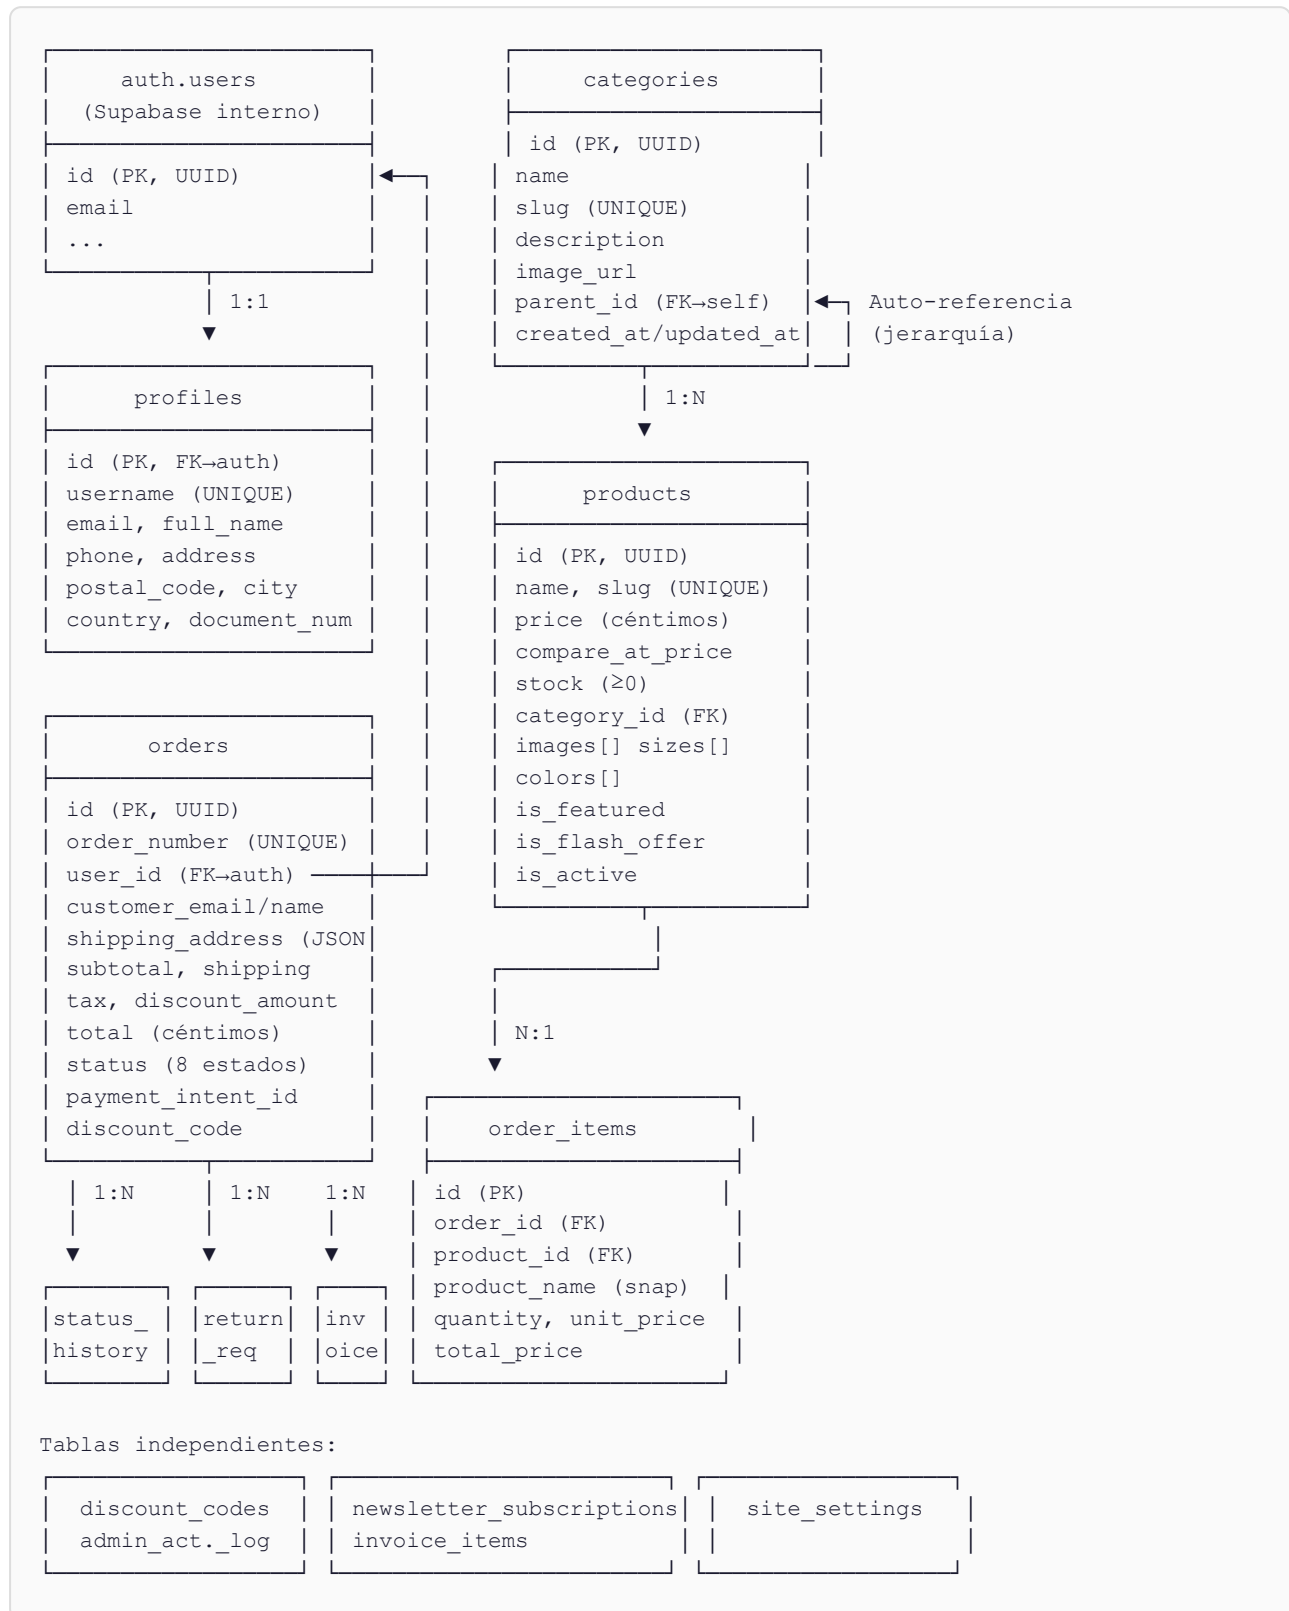 auth.users
(Supabase interno)
id (PK, UUID)
email
...
1:1
profiles
id (PK, FK→auth)
username (UNIQUE)
email, full_name
phone, address
postal_code, city
country, document_num
orders
id (PK, UUID)
order_number (UNIQUE)
user_id (FK→auth)
customer_email/name
shipping_address (JSON
subtotal, shipping
tax, discount_amount
total (céntimos)
status (8 estados)
payment_intent_id
discount_code
1:N 1:N 1:N
status_
history
return
_req
inv
oice
categories
id (PK, UUID)
name
slug (UNIQUE)
description
image_url
parent_id (FK→self)
created_at/updated_at
Auto-referencia
(jerarquía)
1:N
products
id (PK, UUID)
name, slug (UNIQUE)
price (céntimos)
compare_at_price
stock (≥0)
category_id (FK)
images[] sizes[]
colors[]
is_featured
is_flash_offer
is_active
N:1
order_items
id (PK)
order_id (FK)
product_id (FK)
product_name (snap)
quantity, unit_price
total_price
Tablas independientes:
discount_codes
admin_act._log
newsletter_subscriptions
invoice_items
site_settings